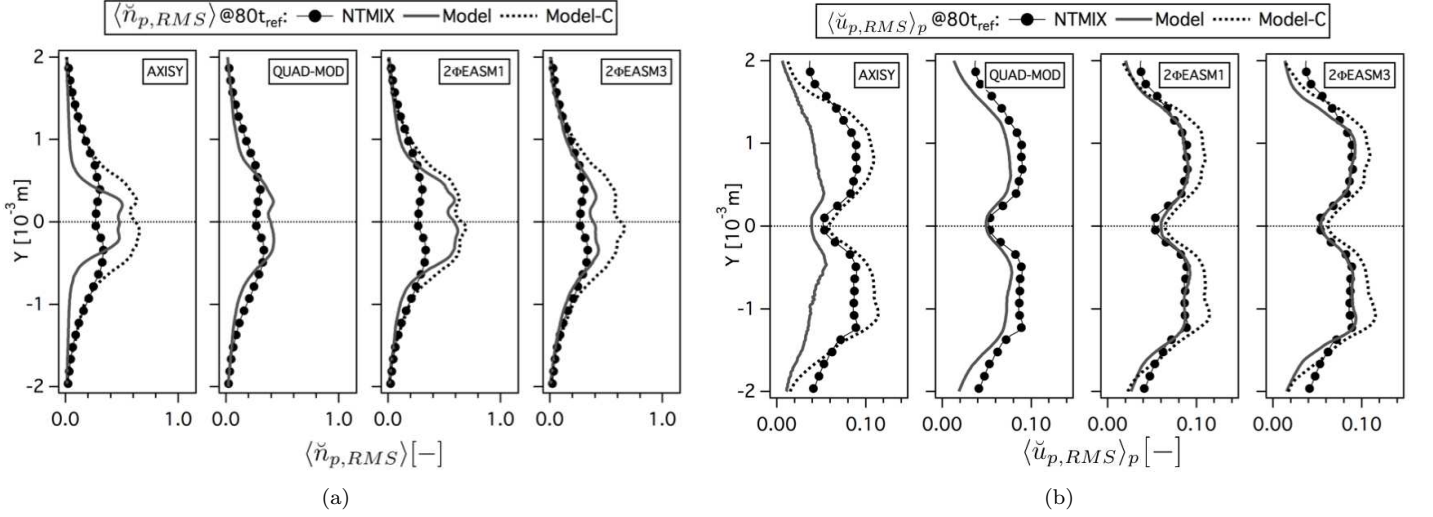 ⟨n̆p,RMS⟩ @80tref: NTMIX Model Model-C
AXISY QUAD-MOD 2ΦEASM1 2ΦEASM3
2
1
0
-1
-2
Y [10-3m]
0.0 1.0 0.0 1.0 0.0 1.0 0.0 1.0
⟨n̆p,RMS⟩[−]
(a)
⟨ŭp,RMS⟩p @80tref: NTMIX Model Model-C
AXISY QUAD-MOD 2ΦEASM1 2ΦEASM3
2
1
0
-1
-2
Y [10-3m]
0.00 0.10 0.00 0.10 0.00 0.10 0.00 0.10
⟨ŭp,RMS⟩p[−]
(b)